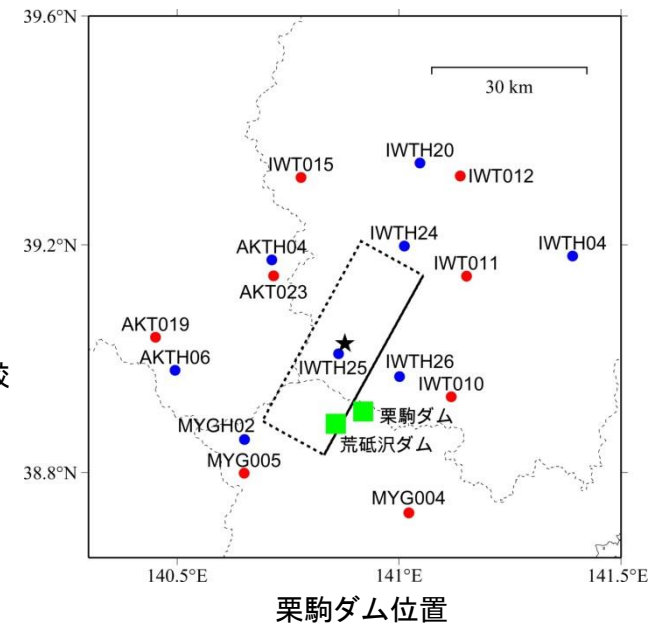 39.6°N
30 km
IWTH20
IWT015
IWT012
39.2°N
IWTH24
AKTH04
IWTH04
IWT011
AKT023
AKT019
AKTH06
較
IWTH25
IWTH26
IWT010
MYGH02
栗駒ダム
荒砥沢ダム
MYG005
38.8°N
MYG004
140.5°E
141°E
141.5°E
栗駒ダム位置